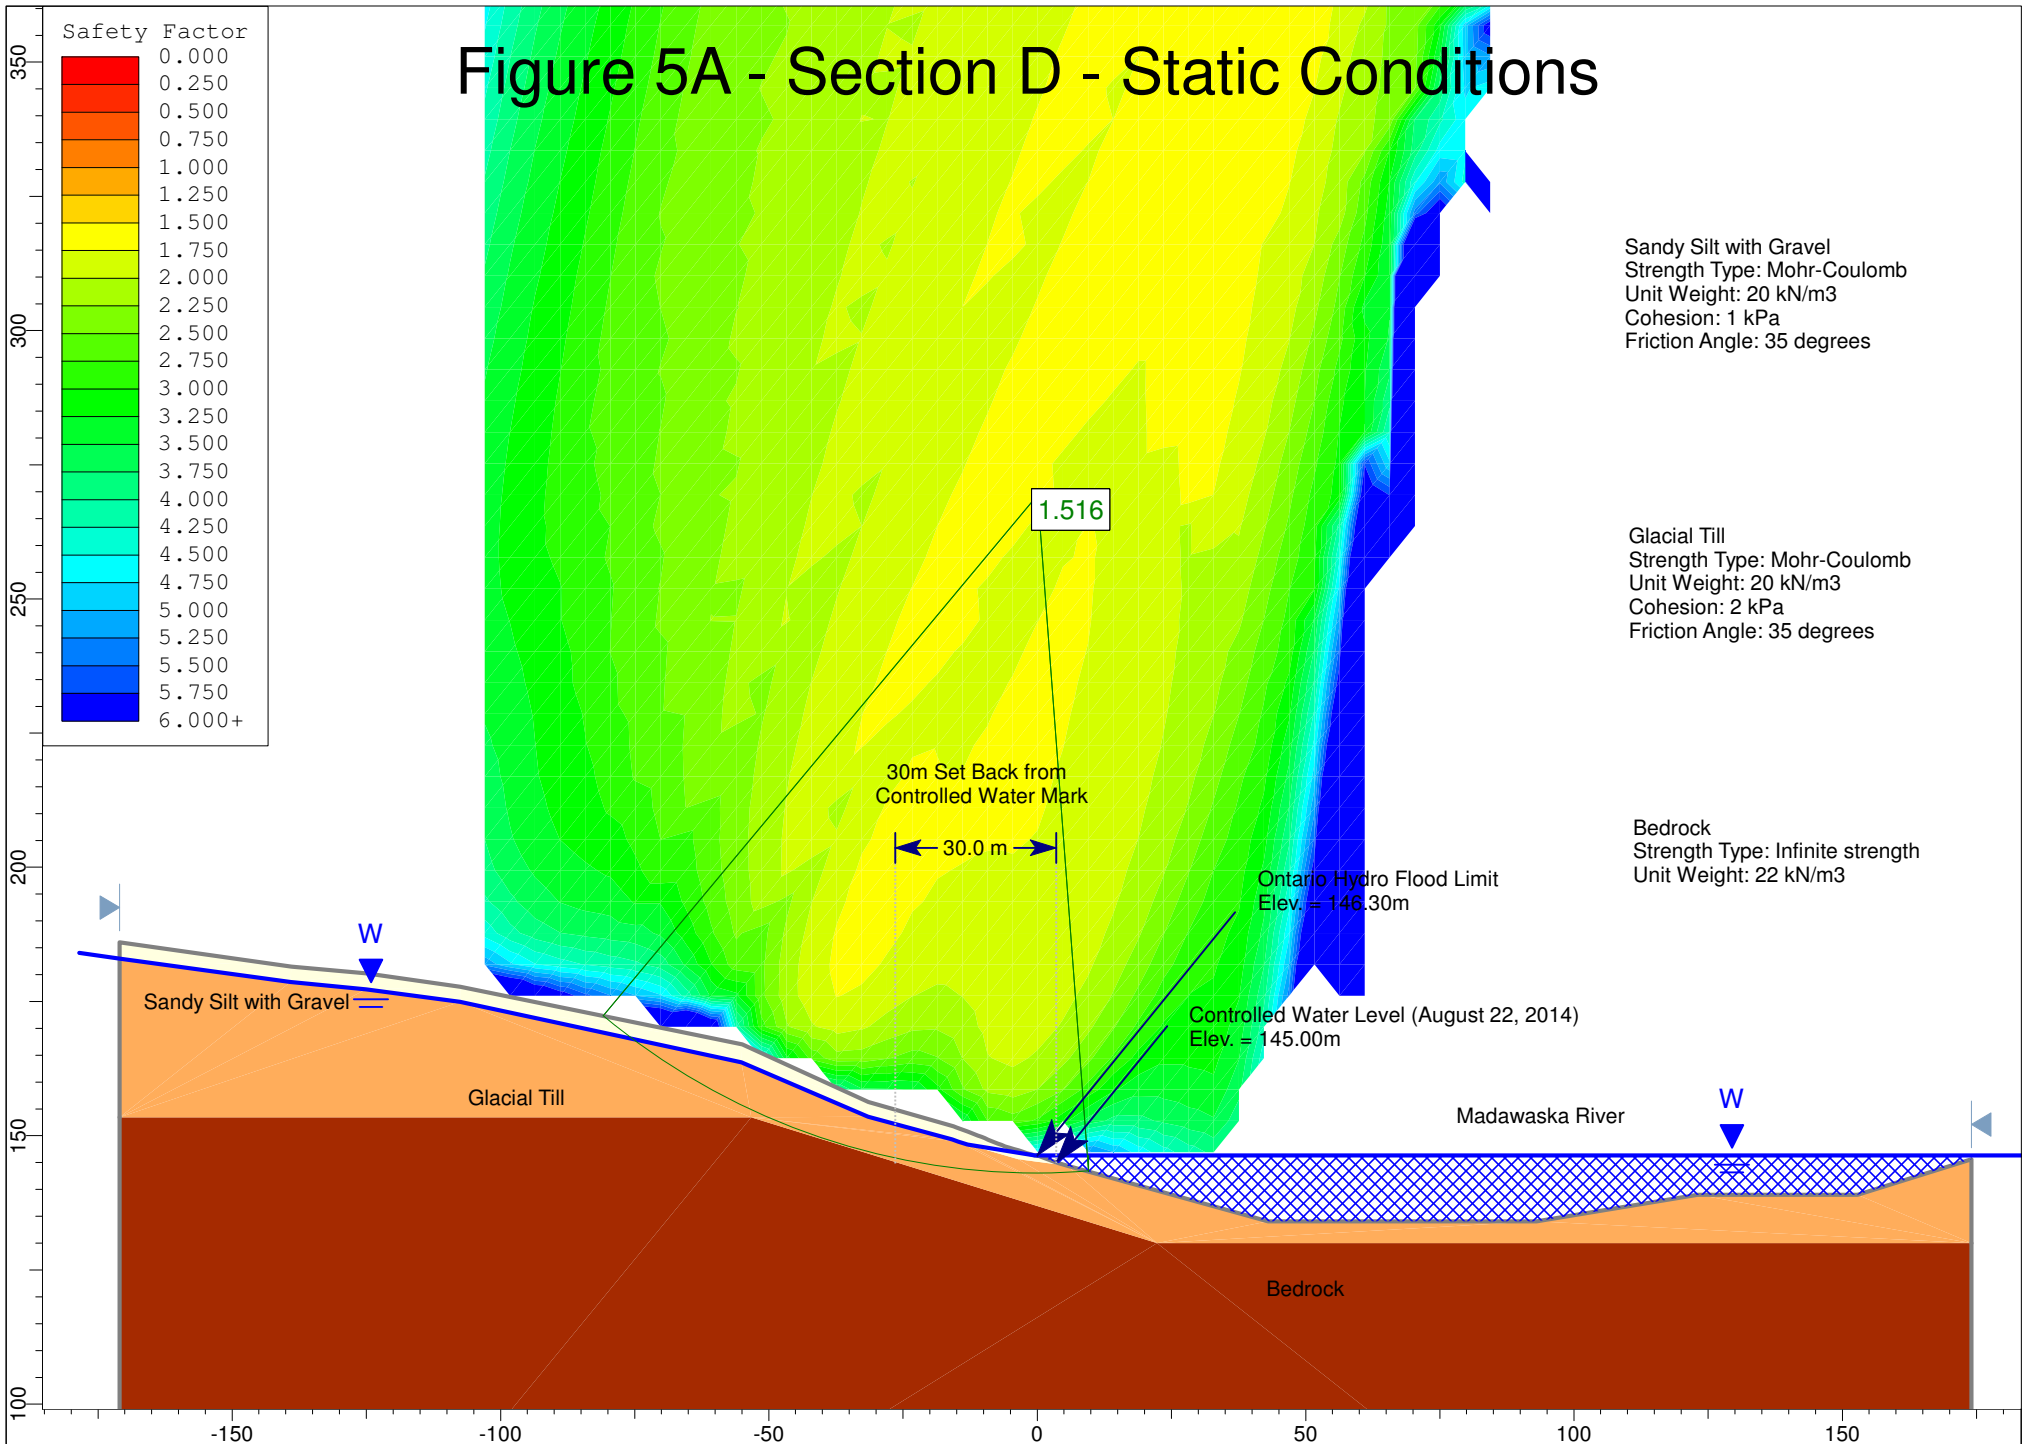 Figure 5A - Section D - Static Conditions
Safety Factor
0.000
0.250
0.500
0.750
1.000
1.250
1.500
1.750
2.000
2.250
2.500
2.750
3.000
3.250
3.500
3.750
4.000
4.250
4.500
4.750
5.000
5.250
5.500
5.750
6.000+
350
300
250
200
150
100
Sandy Silt with Gravel
Strength Type: Mohr-Coulomb
Unit Weight: 20 kN/m3
Cohesion: 1 kPa
Friction Angle: 35 degrees
1.516
Glacial Till
Strength Type: Mohr-Coulomb
Unit Weight: 20 kN/m3
Cohesion: 2 kPa
Friction Angle: 35 degrees
30m Set Back from
Controlled Water Mark
30.0 m
Bedrock
Strength Type: Infinite strength
Unit Weight: 22 kN/m3
Ontario Hydro Flood Limit
Elev. = 146.30m
W
Sandy Silt with Gravel
Controlled Water Level (August 22, 2014)
Elev. = 145.00m
Glacial Till
W
Madawaska River
Bedrock
-150
-100
-50
0
50
100
150